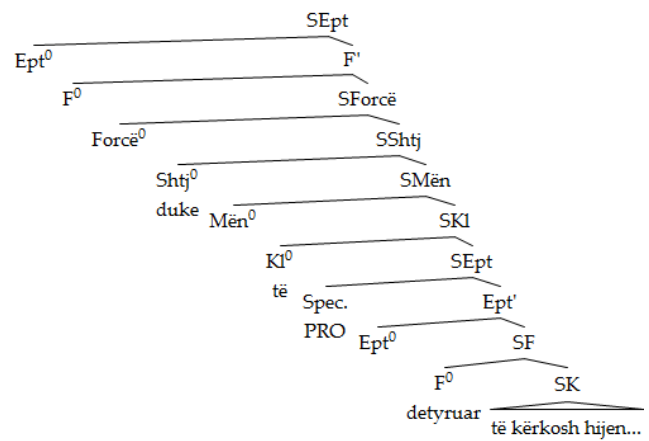 SEpt
Ept⁰ F'
F⁰ SForcë
Forcë⁰ SShtj
Shtj⁰ SMën
duke Mën⁰ SKl
Kl⁰ SEpt
të Spec. Ept'
PRO Ept⁰ SF
F⁰ SK
detyruar të kërkosh hijen...